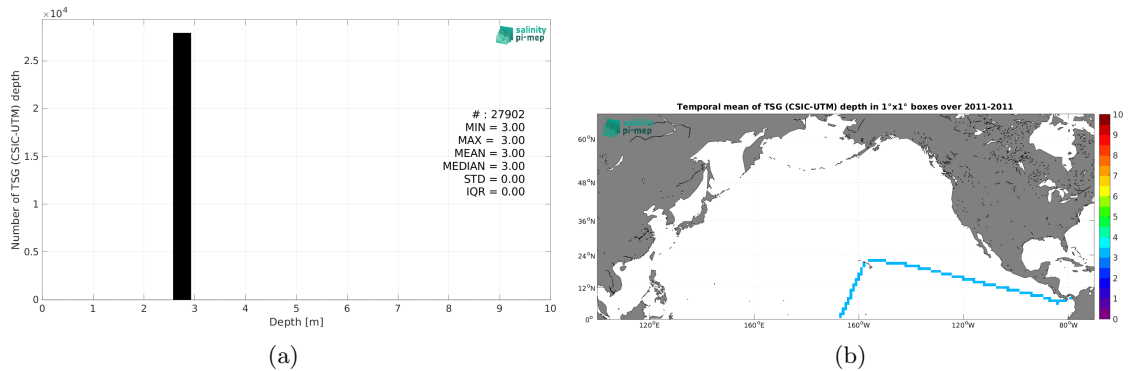 ×10⁴
2.5
2
1.5
1
0.5
0
Number of TSG (CSIC-UTM) depth
salinity
pi-mep
# : 27902
MIN = 3.00
MAX = 3.00
MEAN = 3.00
MEDIAN = 3.00
STD = 0.00
IQR = 0.00
0 1 2 3 4 5 6 7 8 9 10
Depth [m]
(a)
Temporal mean of TSG (CSIC-UTM) depth in 1°x1° boxes over 2011-2011
salinity
pi-mep
60°N
48°N
36°N
24°N
12°N
0°
120°E 160°E 160°W 120°W 80°W
10
9
8
7
6
5
4
3
2
1
0
(b)